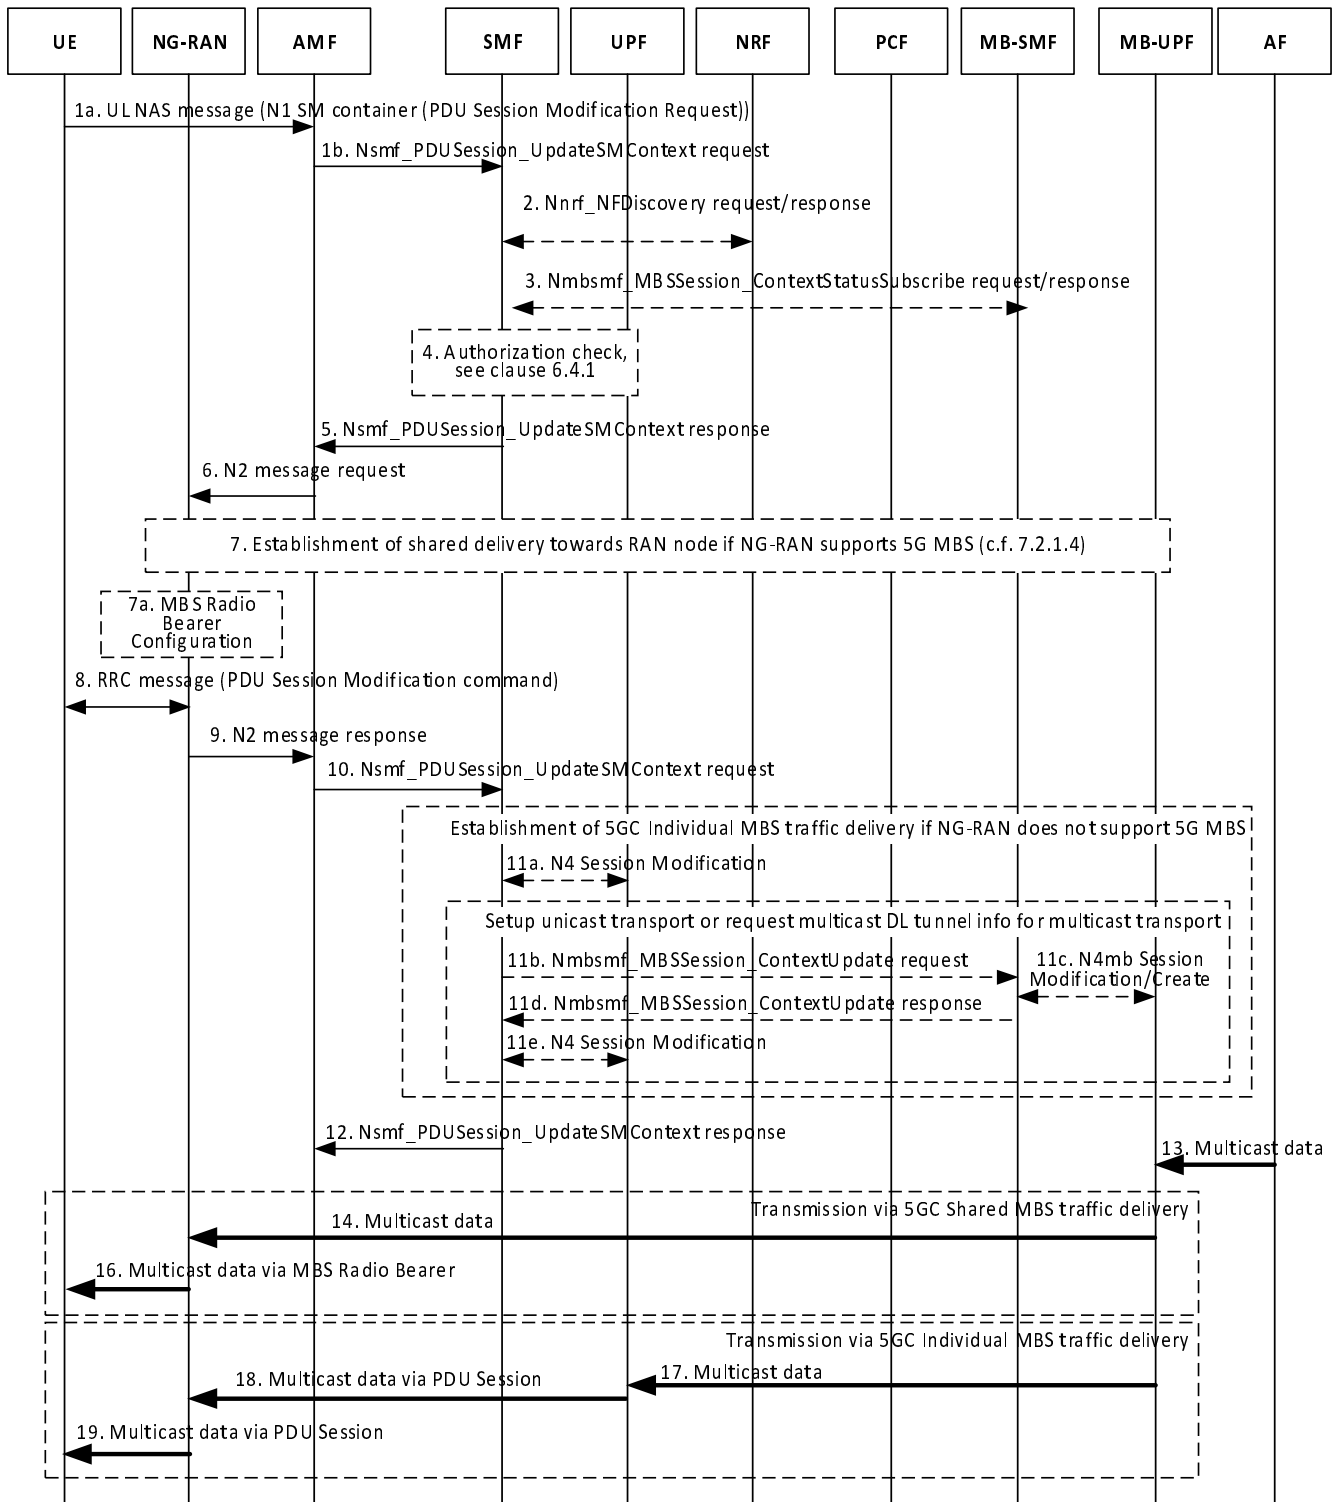 UE NG-RAN AMF SMF UPF NRF PCF MB-SMF MB-UPF AF
1a. UL NAS message (N1 SM container (PDU Session Modification Request))
1b. Nsmf_PDUSession_UpdateSMContext request
2. Nnrf_NFDiscovery request/response
3. Nmbsmf_MBSSession_ContextStatusSubscribe request/response
4. Authorization check,
see clause 6.4.1
5. Nsmf_PDUSession_UpdateSMContext response
6. N2 message request
7. Establishment of shared delivery towards RAN node if NG-RAN supports 5G MBS (c.f. 7.2.1.4)
7a. MBS Radio
Bearer
Configuration
8. RRC message (PDU Session Modification command)
9. N2 message response
10. Nsmf_PDUSession_UpdateSMContext request
Establishment of 5GC Individual MBS traffic delivery if NG-RAN does not support 5G MBS
11a. N4 Session Modification
Setup unicast transport or request multicast DL tunnel info for multicast transport
11b. Nmbsmf_MBSSession_ContextUpdate request
11c. N4mb Session
Modification/Create
11d. Nmbsmf_MBSSession_ContextUpdate response
11e. N4 Session Modification
12. Nsmf_PDUSession_UpdateSMContext response
13. Multicast data
Transmission via 5GC Shared MBS traffic delivery
14. Multicast data
16. Multicast data via MBS Radio Bearer
Transmission via 5GC Individual MBS traffic delivery
17. Multicast data
18. Multicast data via PDU Session
19. Multicast data via PDU Session